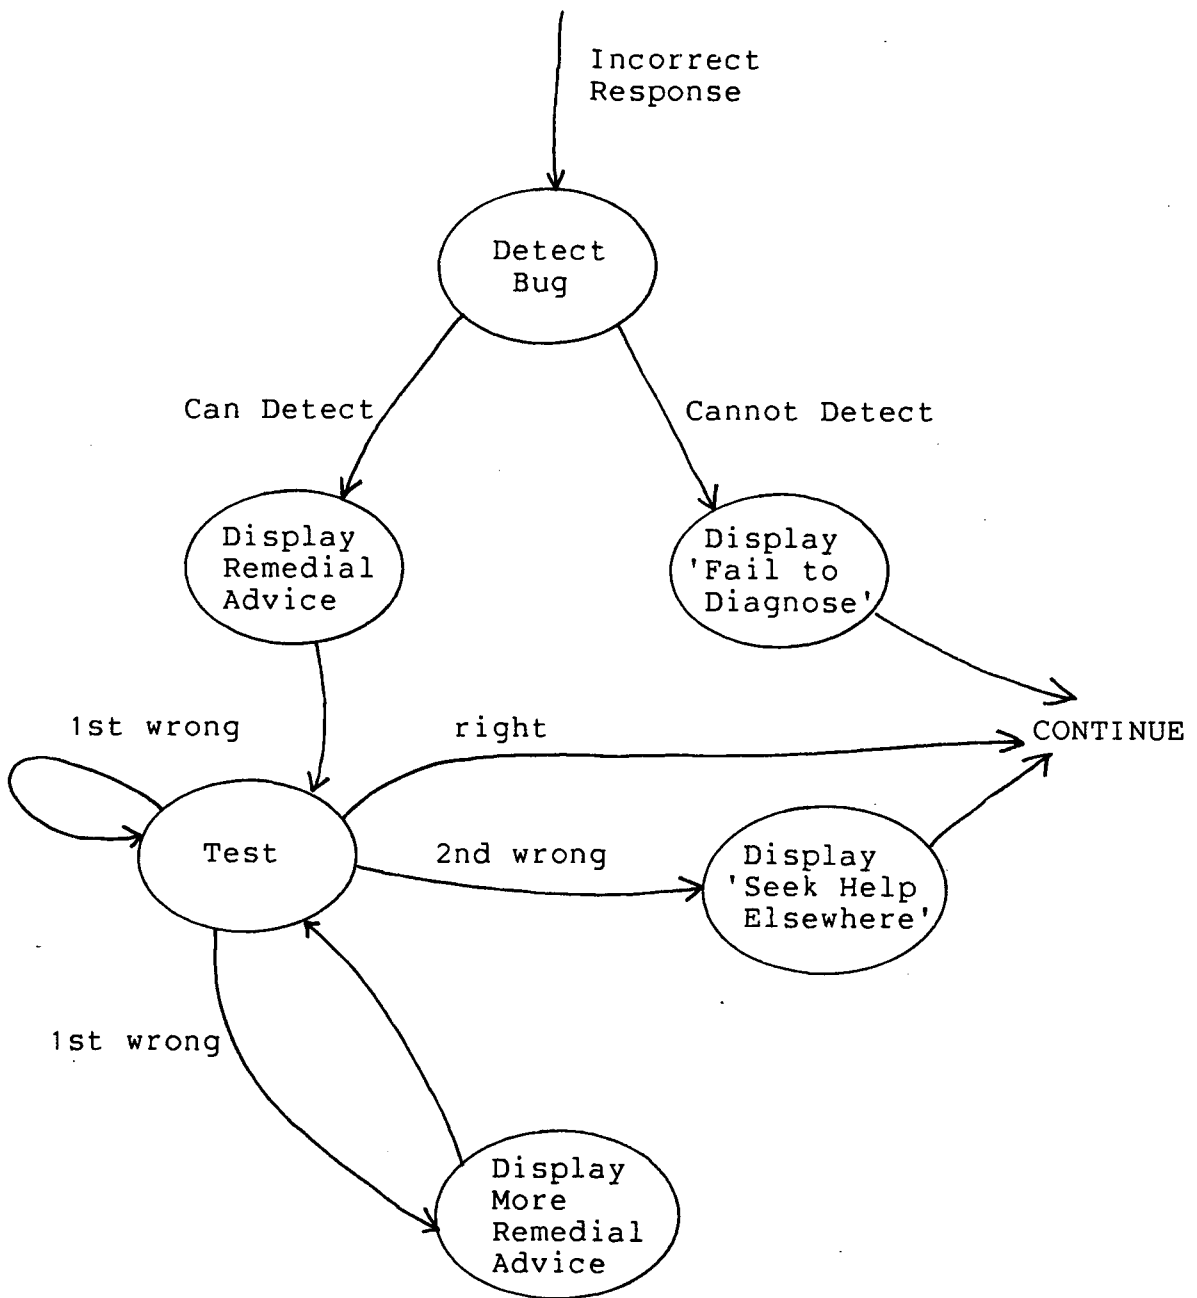 Incorrect
Response
Detect
Bug
Can Detect
Cannot Detect
Display
Remedial
Advice
Display
'Fail to
Diagnose'
1st wrong
right
CONTINUE
Test
2nd wrong
Display
'Seek Help
Elsewhere'
1st wrong
Display
More
Remedial
Advice